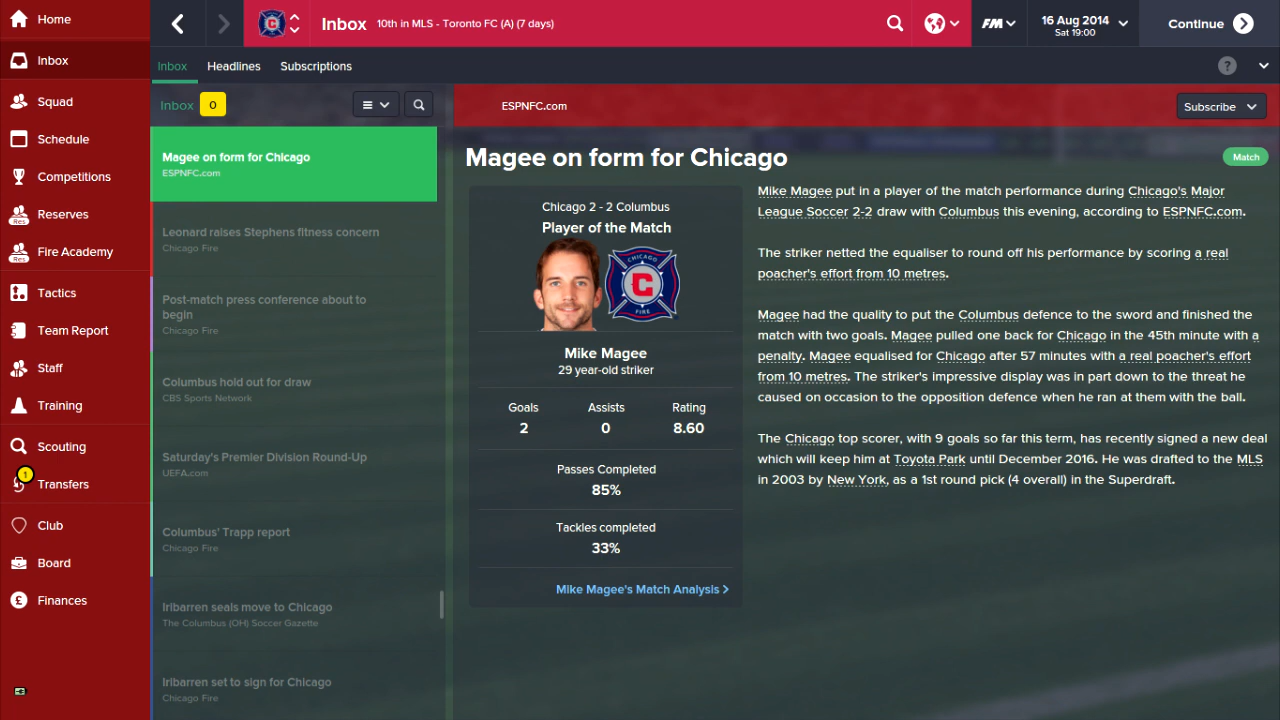 Home
Inbox
Squad
Schedule
Competitions
Res
Reserves
Res
Fire Academy
Tactics
Team Report
Staff
Training
Scouting
1
Transfers
Club
Board
£
Finances
Inbox
10th in MLS - Toronto FC (A) (7 days)
FM
16 Aug 2014
Sat 19:00
Continue
Inbox
Headlines
Subscriptions
?
Inbox
0
ESPNFC.com
Subscribe
Magee on form for Chicago
ESPNFC.com
Leonard raises Stephens fitness concern
Chicago Fire
Post-match press conference about to
begin
Chicago Fire
Columbus hold out for draw
CBS Sports Network
Saturday's Premier Division Round-Up
UEFA.com
Columbus' Trapp report
Chicago Fire
Iribarren seals move to Chicago
The Columbus (OH) Soccer Gazette
Iribarren set to sign for Chicago
Chicago Fire
Magee on form for Chicago
Match
Chicago 2 - 2 Columbus
Player of the Match
CHICAGO
C
FIRE
Mike Magee
29 year-old striker
Goals
Assists
Rating
2
0
8.60
Passes Completed
85%
Tackles completed
33%
Mike Magee's Match Analysis >
Mike Magee put in a player of the match performance during Chicago's Major
League Soccer 2-2 draw with Columbus this evening, according to ESPNFC.com.
The striker netted the equaliser to round off his performance by scoring a real
poacher's effort from 10 metres.
Magee had the quality to put the Columbus defence to the sword and finished the
match with two goals. Magee pulled one back for Chicago in the 45th minute with a
penalty. Magee equalised for Chicago after 57 minutes with a real poacher's effort
from 10 metres. The striker's impressive display was in part down to the threat he
caused on occasion to the opposition defence when he ran at them with the ball.
The Chicago top scorer, with 9 goals so far this term, has recently signed a new deal
which will keep him at Toyota Park until December 2016. He was drafted to the MLS
in 2003 by New York, as a 1st round pick (4 overall) in the Superdraft.